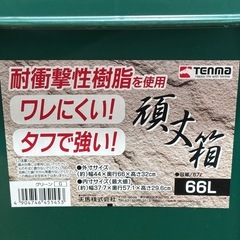 耐衝撃性樹脂を使用
TENMA
ワレにくい!
タフで強い!
頑丈箱
グリーン
●外寸サイズ
(約)幅44×奥行66×高さ32cm
●内寸サイズ(最大値)
(約)幅37.7×奥行57.1×高さ29.6cm
天馬株式会社
66L